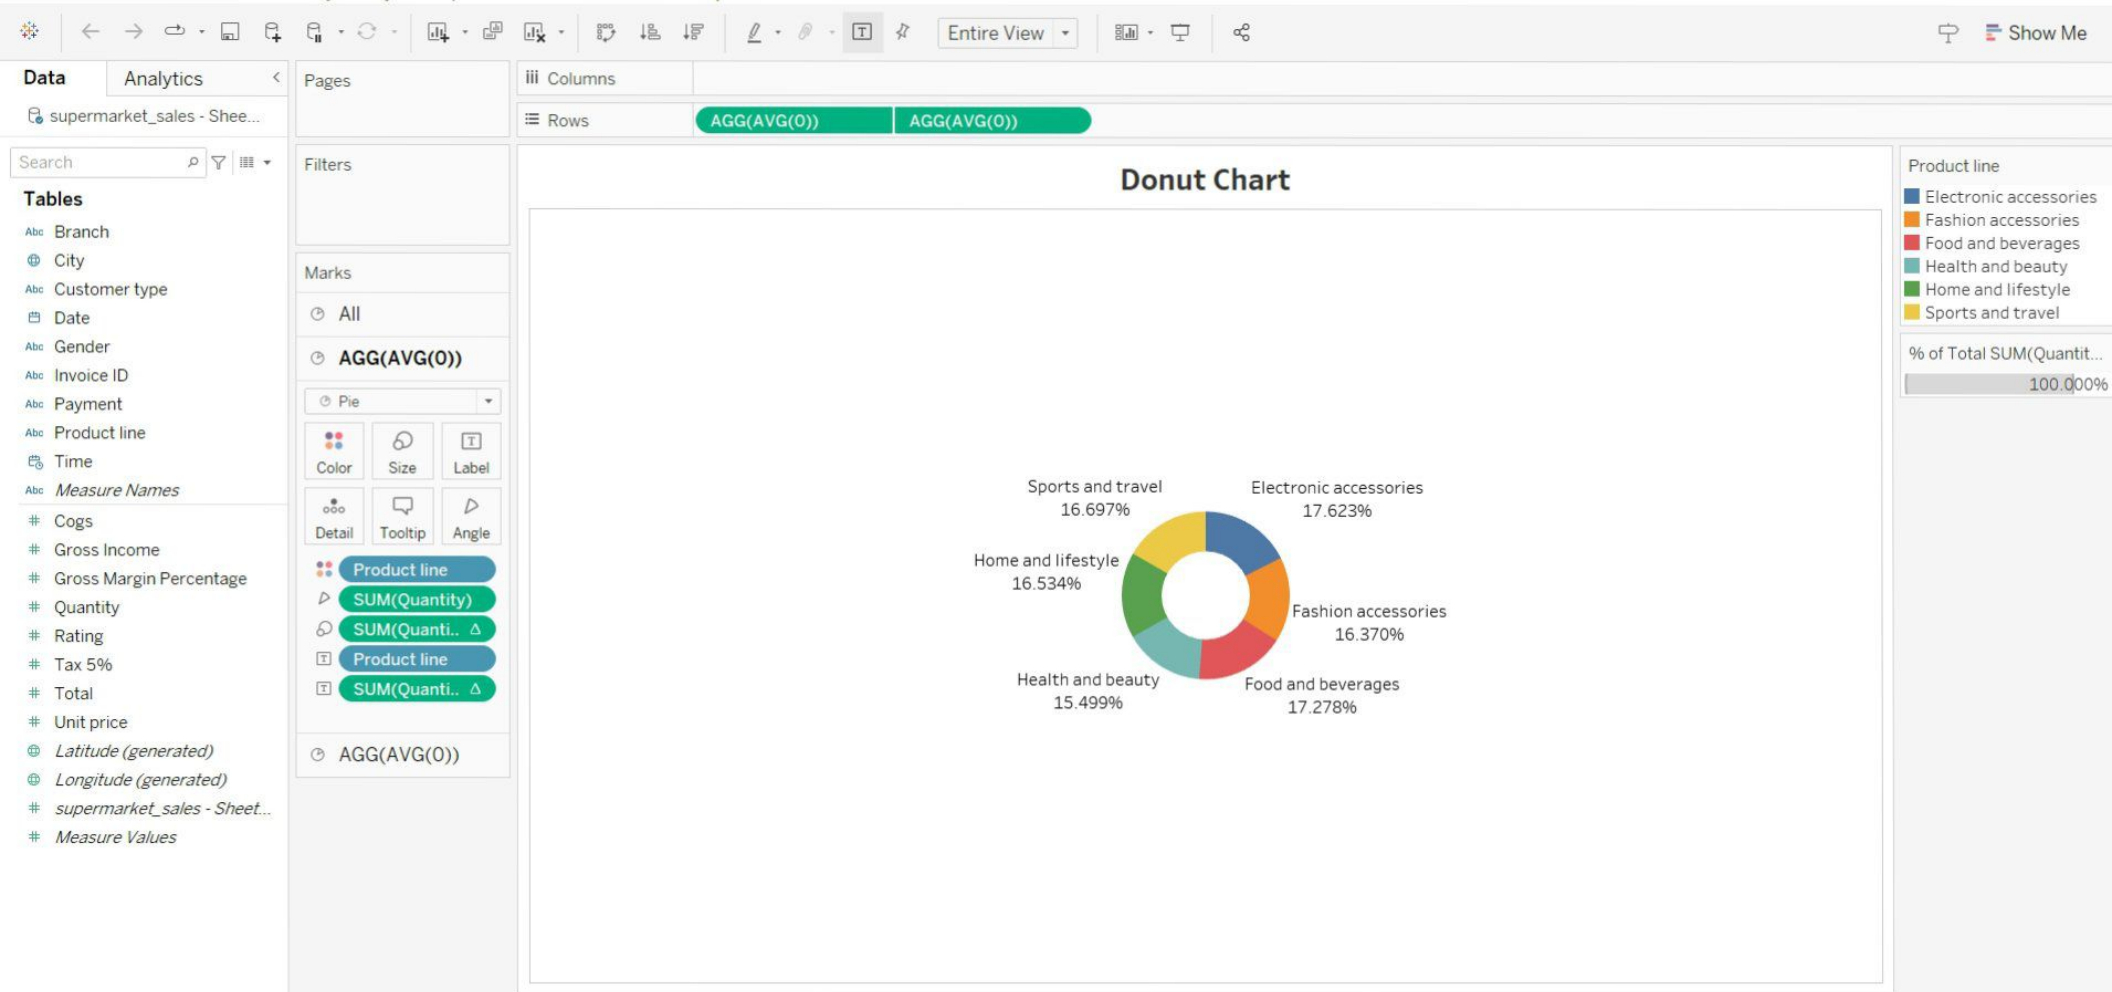 Entire View
Show Me
Data
Analytics
supermarket_sales - Shee...
Search
Tables
Abc Branch
City
Abc Customer type
Date
Abc Gender
Abc Invoice ID
Abc Payment
Abc Product line
Time
Abc Measure Names
# Cogs
# Gross Income
# Gross Margin Percentage
# Quantity
# Rating
# Tax 5%
# Total
# Unit price
Latitude (generated)
Longitude (generated)
# supermarket_sales - Sheet...
# Measure Values
Pages
Filters
Marks
All
AGG(AVG(0))
Pie
Color Size Label
Detail Tooltip Angle
Product line
SUM(Quantity)
SUM(Quanti.. Δ
Product line
SUM(Quanti.. Δ
AGG(AVG(0))
Columns
Rows
AGG(AVG(0)) AGG(AVG(0))
Donut Chart
Sports and travel
16.697%
Electronic accessories
17.623%
Home and lifestyle
16.534%
Fashion accessories
16.370%
Health and beauty
15.499%
Food and beverages
17.278%
Product line
Electronic accessories
Fashion accessories
Food and beverages
Health and beauty
Home and lifestyle
Sports and travel
% of Total SUM(Quantit...
100.000%